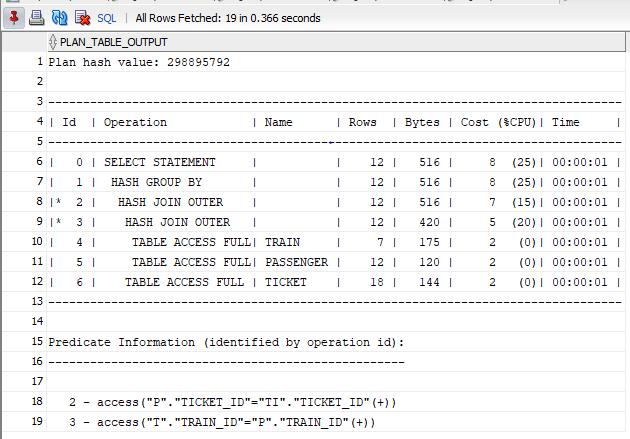 SQL | All Rows Fetched: 19 in 0.366 seconds
PLAN_TABLE_OUTPUT
1 Plan hash value: 298895792
2
3 --------------------------------------------------------------------------------
4 | Id  | Operation            | Name      | Rows  | Bytes | Cost (%CPU)| Time     |
5 --------------------------------------------------------------------------------
6 |   0 | SELECT STATEMENT     |           |    12 |   516 |     8  (25)| 00:00:01 |
7 |   1 |  HASH GROUP BY       |           |    12 |   516 |     8  (25)| 00:00:01 |
8 |*  2 |   HASH JOIN OUTER    |           |    12 |   516 |     7  (15)| 00:00:01 |
9 |*  3 |    HASH JOIN OUTER   |           |    12 |   420 |     5  (20)| 00:00:01 |
10 |   4 |     TABLE ACCESS FULL| TRAIN     |     7 |   175 |     2   (0)| 00:00:01 |
11 |   5 |     TABLE ACCESS FULL| PASSENGER |    12 |   120 |     2   (0)| 00:00:01 |
12 |   6 |    TABLE ACCESS FULL | TICKET    |    18 |   144 |     2   (0)| 00:00:01 |
13 --------------------------------------------------------------------------------
14
15 Predicate Information (identified by operation id):
16 ---------------------------------------------------
17
18    2 - access("P"."TICKET_ID"="TI"."TICKET_ID"(+))
19    3 - access("T"."TRAIN_ID"="P"."TRAIN_ID"(+))